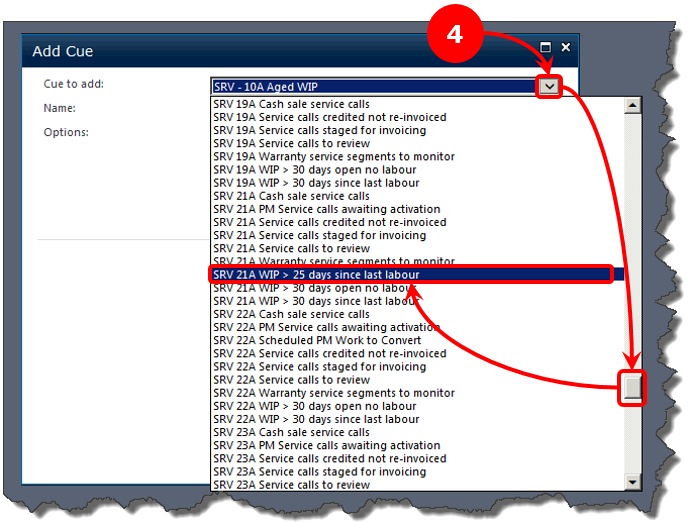 4
Add Cue
Cue to add: SRV - 10A Aged WIP
Name:
Options:
SRV 19A Cash sale service calls
SRV 19A Service calls credited not re-invoiced
SRV 19A Service calls staged for invoicing
SRV 19A Service calls to review
SRV 19A Warranty service segments to monitor
SRV 19A WIP > 30 days open no labour
SRV 19A WIP > 30 days since last labour
SRV 21A Cash sale service calls
SRV 21A PM Service calls awaiting activation
SRV 21A Service calls credited not re-invoiced
SRV 21A Service calls staged for invoicing
SRV 21A Service calls to review
SRV 21A Warranty service segments to monitor
SRV 21A WIP > 25 days since last labour
SRV 21A WIP > 30 days open no labour
SRV 21A WIP > 30 days since last labour
SRV 22A Cash sale service calls
SRV 22A PM Service calls awaiting activation
SRV 22A Scheduled PM Work to Convert
SRV 22A Service calls credited not re-invoiced
SRV 22A Service calls staged for invoicing
SRV 22A Service calls to review
SRV 22A Warranty service segments to monitor
SRV 22A WIP > 30 days open no labour
SRV 22A WIP > 30 days since last labour
SRV 23A Cash sale service calls
SRV 23A PM Service calls awaiting activation
SRV 23A Service calls credited not re-invoiced
SRV 23A Service calls staged for invoicing
SRV 23A Service calls to review